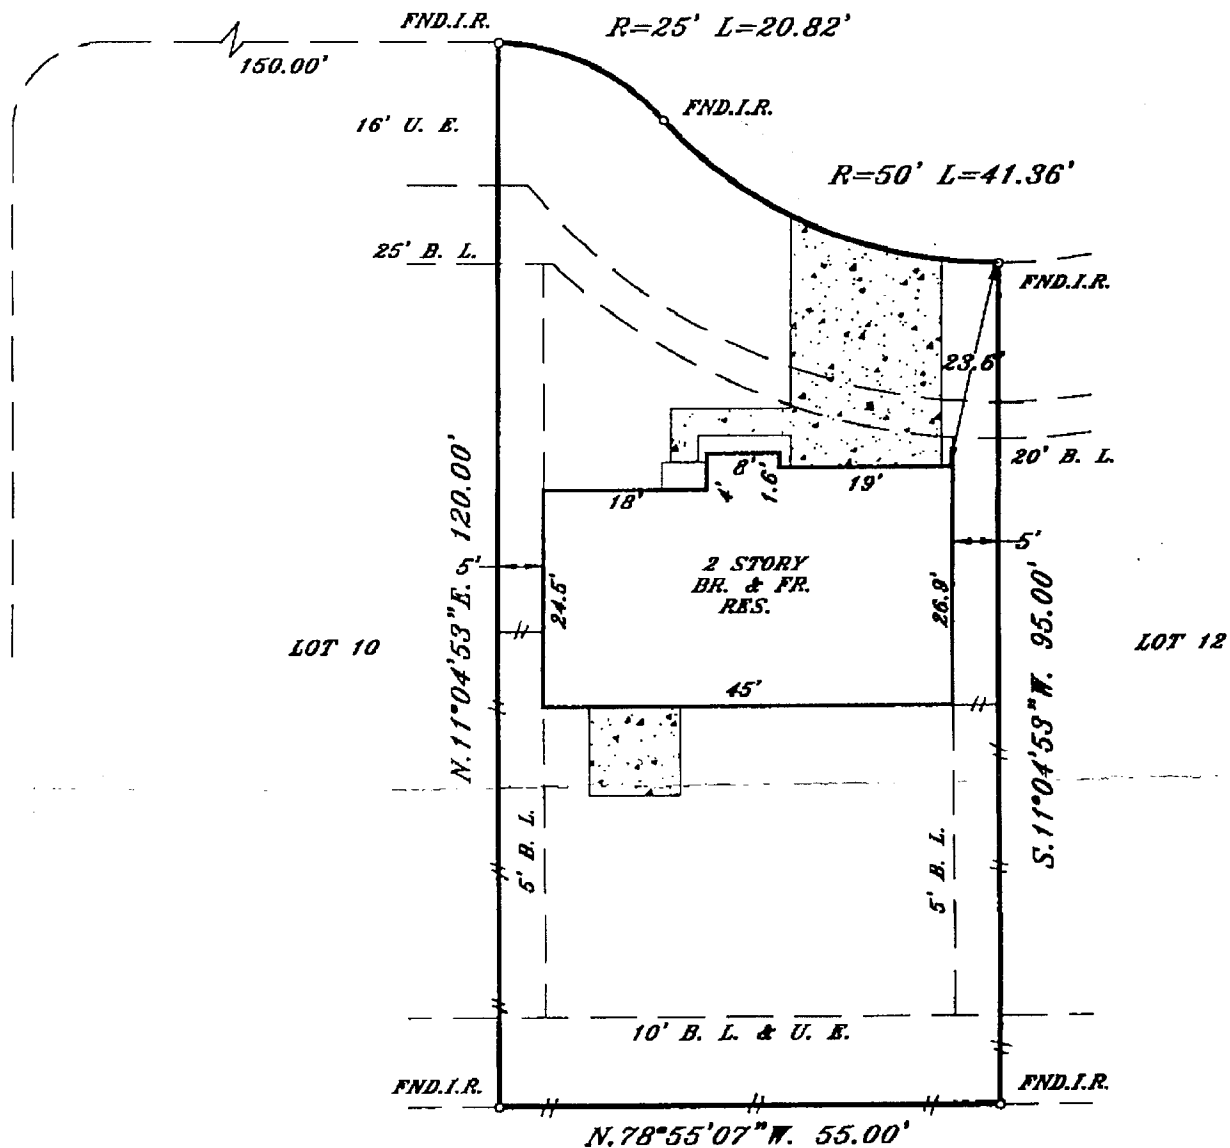 FND.I.R.
R=25' L=20.82'
150.00'
FND.I.R.
16' U. E.
R=50' L=41.36'
25' B. L.
FND.I.R.
23.6'
20' B. L.
8'
18'
4'
1.6'
19'
N.11°04'53"E. 120.00'
5'
24.5'
2 STORY
BR. & FR.
RES.
26.9'
5'
S.11°04'53"W. 95.00'
LOT 10
LOT 12
45'
5' B. L.
5' B. L.
10' B. L. & U. E.
FND.I.R.
FND.I.R.
N.78°55'07"W. 55.00'